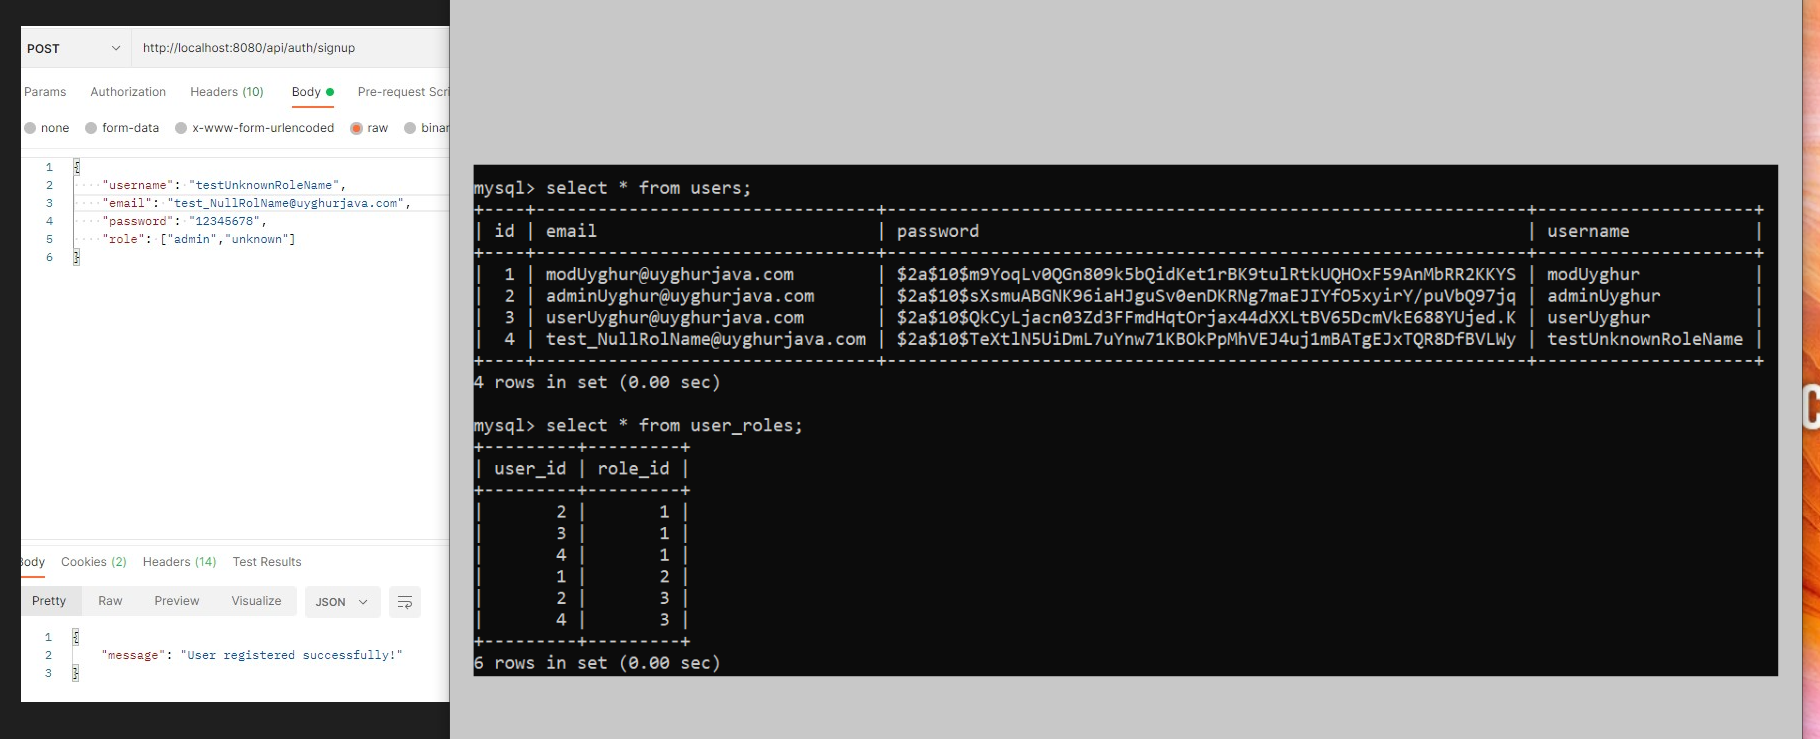 POST http://localhost:8080/api/auth/signup
Params Authorization Headers (10) Body Pre-request Scri
none form-data x-www-form-urlencoded raw binar
1 {
2 "username": "testUnknownRoleName",
3 "email": "test_NullRolName@uyghurjava.com",
4 "password": "12345678",
5 "role": ["admin","unknown"]
6 }
Body Cookies (2) Headers (14) Test Results
Pretty Raw Preview Visualize JSON
1 {
2 "message": "User registered successfully!"
3 }
mysql> select * from users;
+----+---------------------------------+--------------------------------------------------------------+---------------------+
| id | email | password | username |
+----+---------------------------------+--------------------------------------------------------------+---------------------+
| 1 | modUyghur@uyghurjava.com | $2a$10$m9YoqLv0QGn809k5bQidKet1rBK9tulRtkUQHOxF59AnMbRR2KKYS | modUyghur |
| 2 | adminUyghur@uyghurjava.com | $2a$10$sXsmuABGNK96iaHJguSv0enDKRNg7maEJIYfO5xyirY/puVbQ97jq | adminUyghur |
| 3 | userUyghur@uyghurjava.com | $2a$10$QkCyLjacn03Zd3FFmdHqtOrjax44dXXLtBV65DcmVkE688YUjed.K | userUyghur |
| 4 | test_NullRolName@uyghurjava.com | $2a$10$TeXtlN5UiDmL7uYnw71KBOkPpMhVEJ4uj1mBATgEJxTQR8DfBVLWy | testUnknownRoleName |
+----+---------------------------------+--------------------------------------------------------------+---------------------+
4 rows in set (0.00 sec)
mysql> select * from user_roles;
+---------+---------+
| user_id | role_id |
+---------+---------+
| 2 | 1 |
| 3 | 1 |
| 4 | 1 |
| 1 | 2 |
| 2 | 3 |
| 4 | 3 |
+---------+---------+
6 rows in set (0.00 sec)